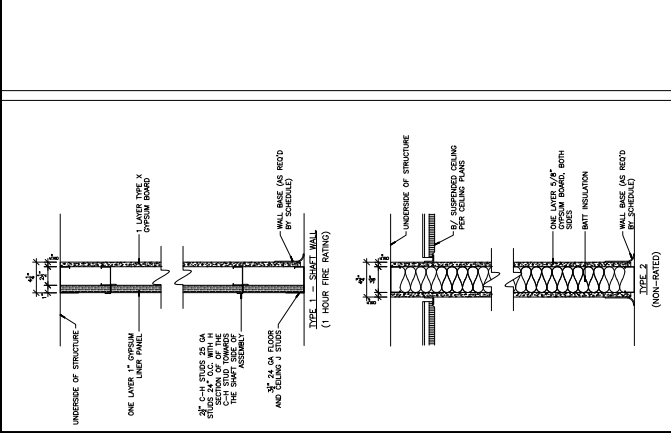 UNDERSIDE OF STRUCTURE
ONE LAYER 1" GYPSUM
LINER PANEL
2½" C-H STUDS 25 GA
STUDS 24" O.C. WITH H
SECTION OF OF THE
C-H STUD TOWARDS
THE SHAFT SIDE OF
ASSEMBLY
3½" 24 GA FLOOR
AND CEILING J STUDS
1 LAYER TYPE X
GYPSUM BOARD
WALL BASE (AS REQ'D
BY SCHEDULE)
TYPE 1 - SHAFT WALL
(1 HOUR FIRE RATING)
UNDERSIDE OF STRUCTURE
B/ SUSPENDED CEILING
PER CEILING PLANS
ONE LAYER 5/8"
GYPSUM BOARD, BOTH
SIDES
BATT INSULATION
WALL BASE (AS REQ'D
BY SCHEDULE)
TYPE 2
(NON-RATED)